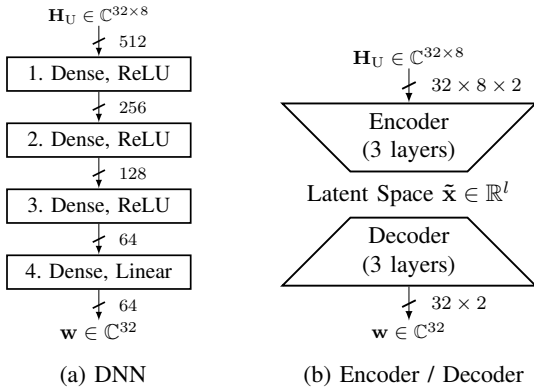 H_U ∈ ℂ^{32×8}
512
1. Dense, ReLU
256
2. Dense, ReLU
128
3. Dense, ReLU
64
4. Dense, Linear
64
w ∈ ℂ^{32}
(a) DNN
H_U ∈ ℂ^{32×8}
32 × 8 × 2
Encoder
(3 layers)
Latent Space x̃ ∈ ℝ^l
Decoder
(3 layers)
32 × 2
w ∈ ℂ^{32}
(b) Encoder / Decoder